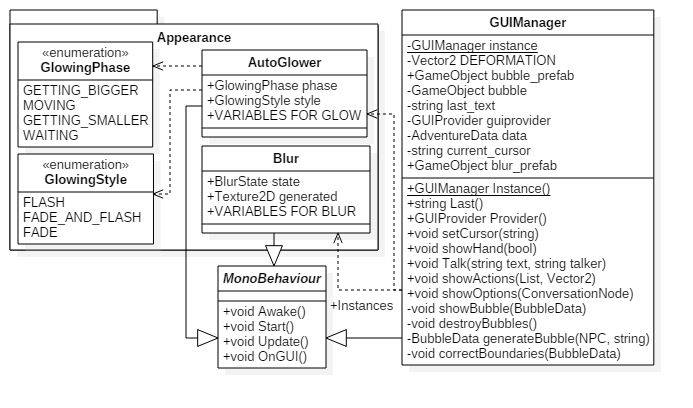 Appearance
«enumeration»
GlowingPhase
GETTING_BIGGER
MOVING
GETTING_SMALLER
WAITING
«enumeration»
GlowingStyle
FLASH
FADE_AND_FLASH
FADE
AutoGlower
+GlowingPhase phase
+GlowingStyle style
+VARIABLES FOR GLOW
Blur
+BlurState state
+Texture2D generated
+VARIABLES FOR BLUR
MonoBehaviour
+void Awake()
+void Start()
+void Update()
+void OnGUI()
+Instances
GUIManager
-GUIManager instance
-Vector2 DEFORMATION
+GameObject bubble_prefab
-GameObject bubble
-string last_text
-GUIProvider guiprovider
-AdventureData data
-string current_cursor
+GameObject blur_prefab
+GUIManager Instance()
+string Last()
+GUIProvider Provider()
+void setCursor(string)
+void showHand(bool)
+void Talk(string text, string talker)
+void showActions(List, Vector2)
+void showOptions(ConversationNode)
-void showBubble(BubbleData)
-void destroyBubbles()
-BubbleData generateBubble(NPC, string)
-void correctBoundaries(BubbleData)